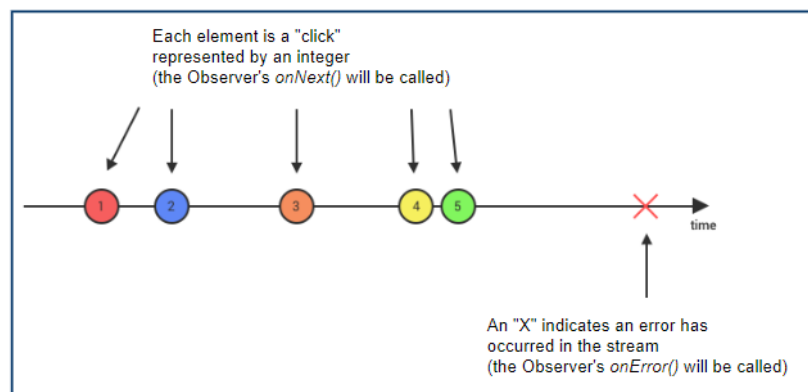 Each element is a "click"
represented by an integer
(the Observer's onNext() will be called)
1 2 3 4 5
time
An "X" indicates an error has
occurred in the stream
(the Observer's onError() will be called)